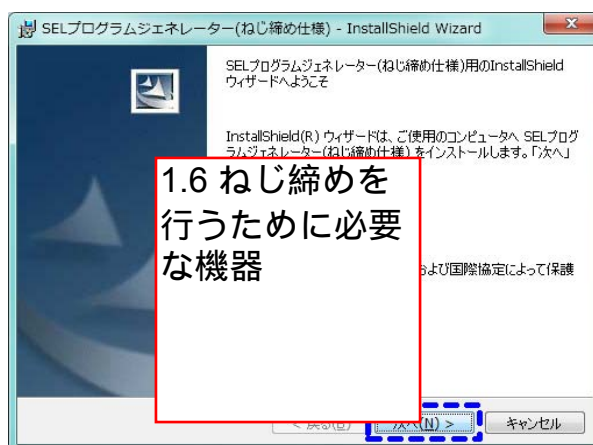 SELプログラムジェネレーター(ねじ締め仕様) - InstallShield Wizard
SELプログラムジェネレーター(ねじ締め仕様)用のInstallShield
ウィザードへようこそ
InstallShield(R) ウィザードは、ご使用のコンピュータへ SELプログ
ラムジェネレーター(ねじ締め仕様) をインストールします。「次へ」
1.6 ねじ締めを
行うために必要
な機器
および国際協定によって保護
< 戻る(B)
次へ(N) >
キャンセル